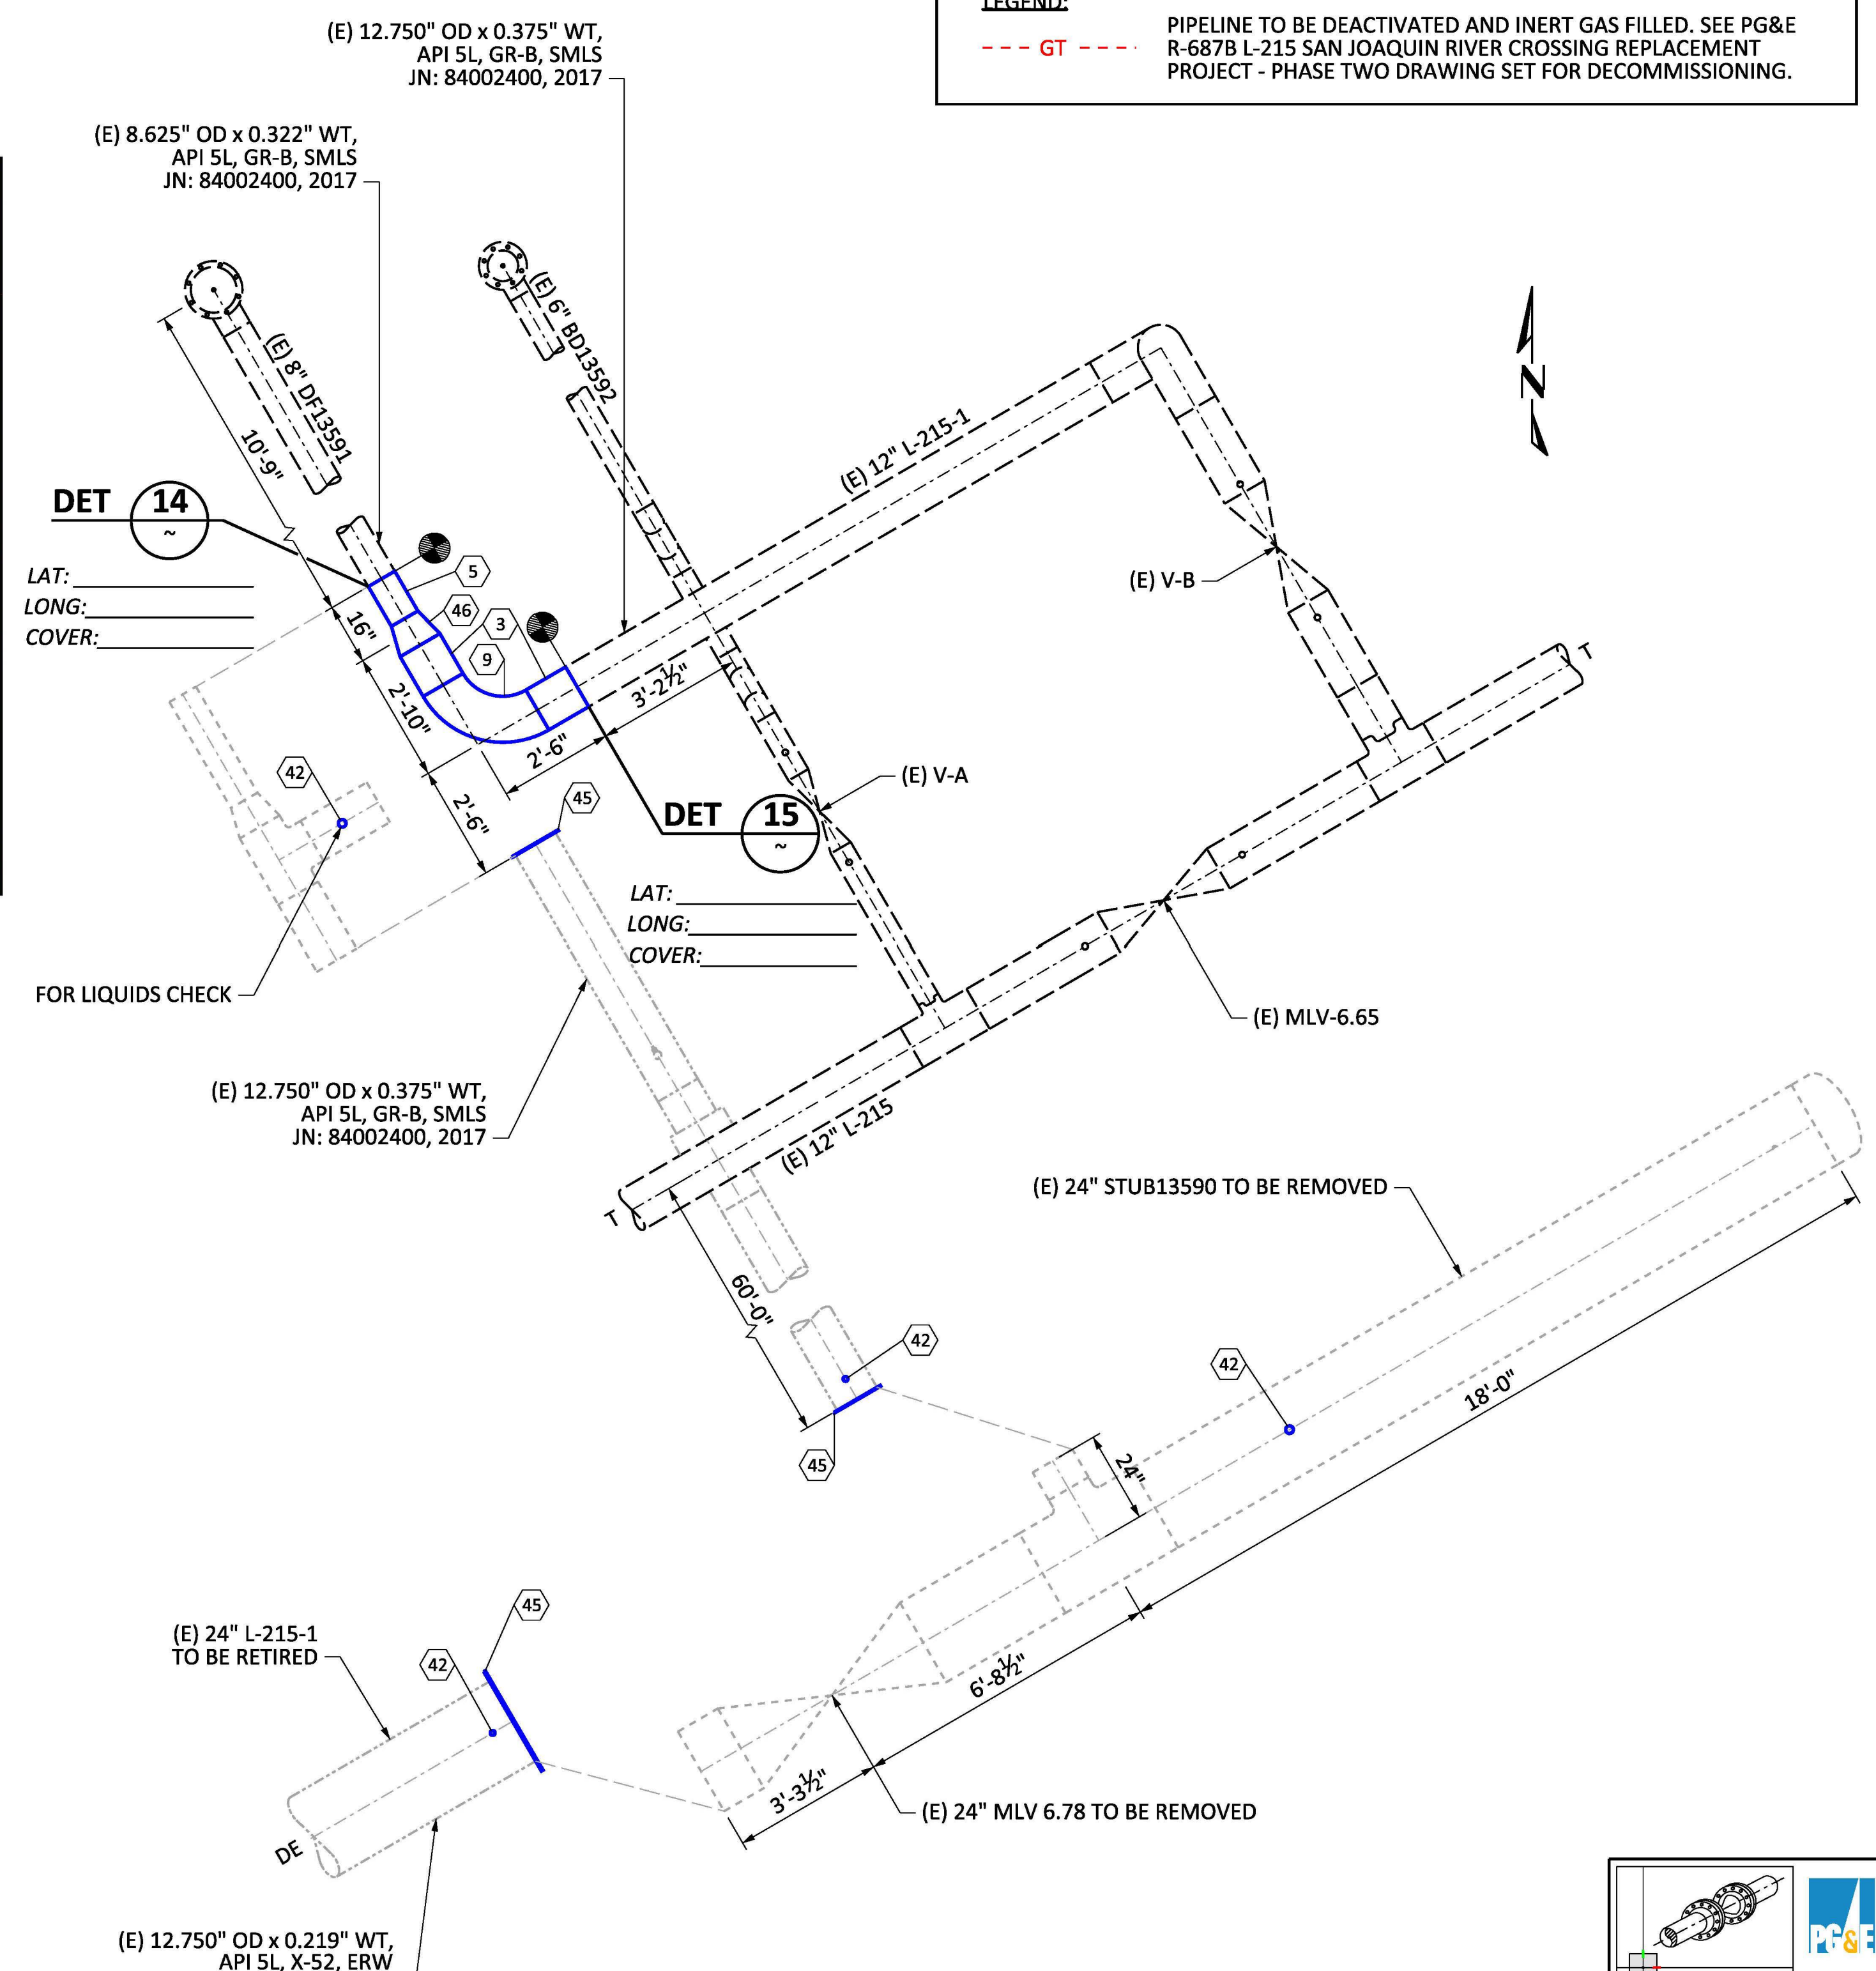 LEGEND:
--- GT ---
PIPELINE TO BE DEACTIVATED AND INERT GAS FILLED. SEE PG&E
R-687B L-215 SAN JOAQUIN RIVER CROSSING REPLACEMENT
PROJECT - PHASE TWO DRAWING SET FOR DECOMMISSIONING.
(E) 12.750" OD x 0.375" WT,
API 5L, GR-B, SMLS
JN: 84002400, 2017
(E) 8.625" OD x 0.322" WT,
API 5L, GR-B, SMLS
JN: 84002400, 2017
(E) 8" DF13591
(E) 6" BD13592
N
10'-9"
(E) 12" L-215-1
DET 14
~
LAT:
LONG:
COVER:
5
46
3
9
(E) V-B
16"
2'-10"
3'-2½"
2'-6"
2'-6"
T
42
45
(E) V-A
DET 15
~
LAT:
LONG:
COVER:
FOR LIQUIDS CHECK
(E) MLV-6.65
(E) 12.750" OD x 0.375" WT,
API 5L, GR-B, SMLS
JN: 84002400, 2017
(E) 12" L-215
T
(E) 24" STUB13590 TO BE REMOVED
60'-0"
42
45
42
18'-0"
24"
45
(E) 24" L-215-1
TO BE RETIRED
42
6'-8½"
3'-3½"
(E) 24" MLV 6.78 TO BE REMOVED
DE
(E) 12.750" OD x 0.219" WT,
API 5L, X-52, ERW
PG&E